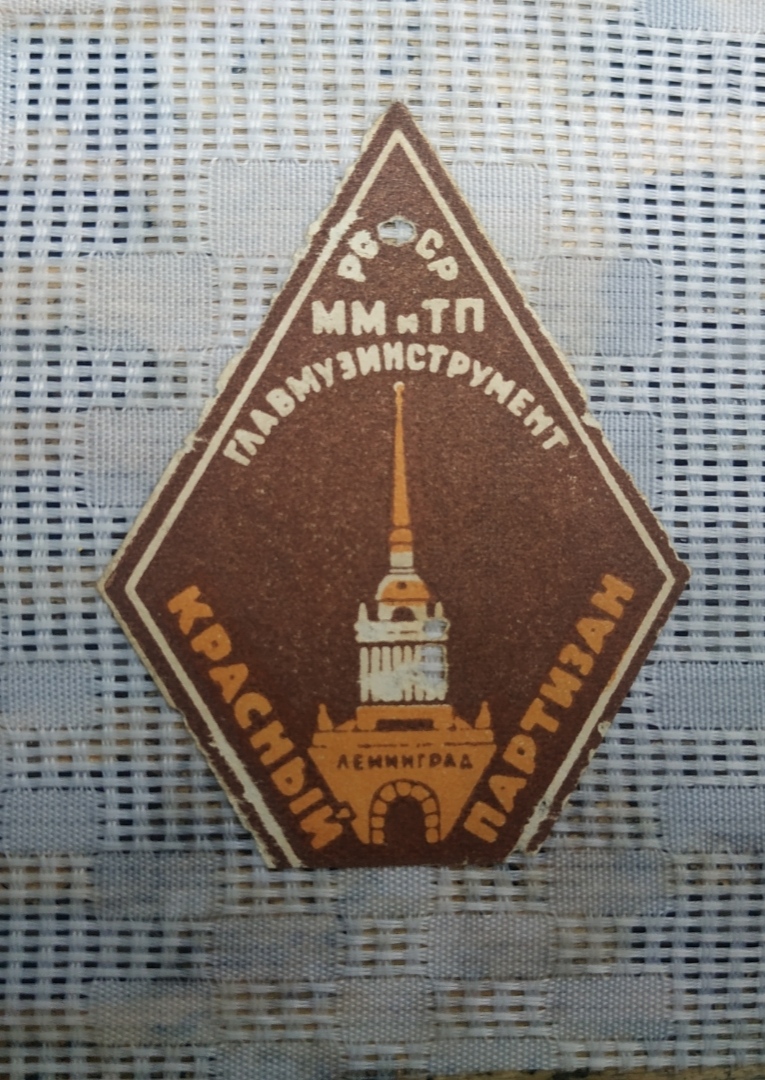 РС СР
ММ и ТП
ГЛАВМУЗИНСТРУМЕНТ
ЛЕНИНГРАД
КРАСНЫЙ
ПАРТИЗАН